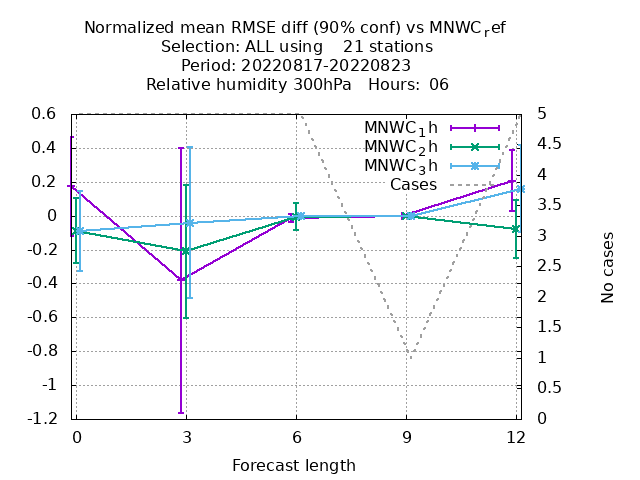 Normalized mean RMSE diff (90% conf) vs MNWC_ref
Selection: ALL using    21 stations
Period: 20220817-20220823
Relative humidity 300hPa   Hours:  06
MNWC_1h
MNWC_2h
MNWC_3h
Cases
0.6
0.4
0.2
0
-0.2
-0.4
-0.6
-0.8
-1
-1.2
5
4.5
4
3.5
3
2.5
2
1.5
1
0.5
0
No cases
0 3 6 9 12
Forecast length